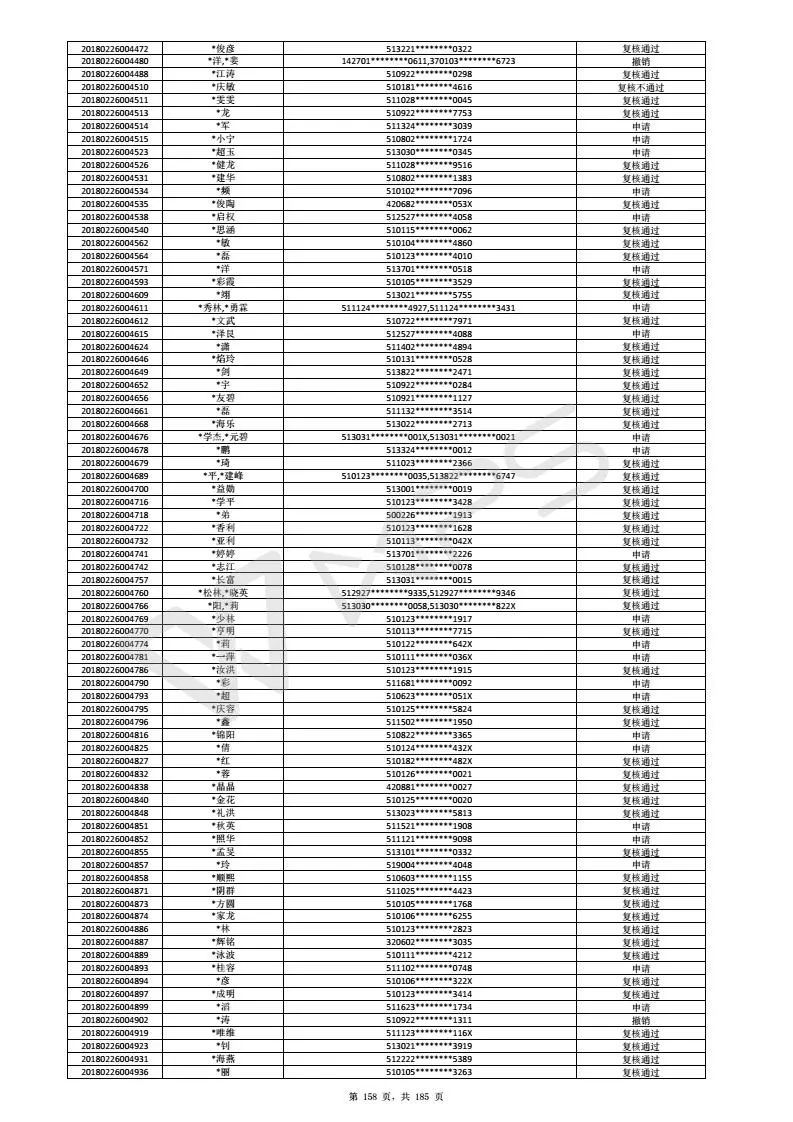 20180226004472 *俊彦 513221********0322 复核通过
20180226004480 *洋,*雯 142701********0611,370103********6723 撤销
20180226004488 *江涛 510922********0298 复核通过
20180226004510 *庆敏 510181********4616 复核不通过
20180226004511 *雯雯 511028********0045 复核通过
20180226004513 *龙 510922********7753 复核通过
20180226004514 *军 511324********3039 申请
20180226004515 *小宁 510802********1724 申请
20180226004523 *超玉 513030********0345 申请
20180226004526 *健龙 511028********9516 复核通过
20180226004531 *建华 510802********1383 复核通过
20180226004534 *频 510102********7096 申请
20180226004535 *俊陶 420682********053X 复核通过
20180226004538 *启权 512527********4058 申请
20180226004540 *思涵 510115********0062 复核通过
20180226004562 *敏 510104********4860 复核通过
20180226004564 *磊 510123********4010 复核通过
20180226004571 *洋 513701********0518 申请
20180226004593 *彩霞 510105********3529 复核通过
20180226004609 *翊 513021********5755 复核通过
20180226004611 *秀林,*勇霖 511124********4927,511124********3431 申请
20180226004612 *文武 510722********7971 复核通过
20180226004615 *泽艮 512527********4088 申请
20180226004624 *潇 511402********4894 复核通过
20180226004646 *焰玲 510131********0528 复核通过
20180226004649 *剑 513822********2471 复核通过
20180226004652 *宇 510922********0284 复核通过
20180226004656 *友碧 510921********1127 复核通过
20180226004661 *磊 511132********3514 复核通过
20180226004668 *海乐 513022********2713 复核通过
20180226004676 *学杰,*元碧 513031********001X,513031********0021 申请
20180226004678 *鹏 513324********0012 申请
20180226004679 *琦 511023********2366 复核通过
20180226004689 *平,*建峰 510123********0035,513822********6747 复核通过
20180226004700 *益勋 513001********0019 复核通过
20180226004716 *学平 510123********3428 复核通过
20180226004718 *弟 500226********1913 复核通过
20180226004722 *香利 510123********1628 复核通过
20180226004732 *亚利 510113********042X 复核通过
20180226004741 *婷婷 513701********2226 申请
20180226004742 *志江 510128********0078 复核通过
20180226004757 *长富 513031********0015 复核通过
20180226004760 *松林,*晓英 512927********9335,512927********9346 复核通过
20180226004766 *阳,*莉 513030********0058,513030********822X 复核通过
20180226004769 *少林 510123********1917 申请
20180226004770 *亨明 510113********7715 复核通过
20180226004774 *莉 510122********642X 申请
20180226004781 *一萍 510111********036X 申请
20180226004786 *汝洪 510123********1915 复核通过
20180226004790 *彩 511681********0092 申请
20180226004793 *超 510623********051X 申请
20180226004795 *庆容 510125********5824 复核通过
20180226004796 *鑫 511502********1950 复核通过
20180226004816 *锦阳 510822********3365 申请
20180226004825 *倩 510124********432X 申请
20180226004827 *红 510182********482X 复核通过
20180226004832 *蓉 510126********0021 复核通过
20180226004838 *晶晶 420881********0027 复核通过
20180226004840 *金花 510125********0020 复核通过
20180226004848 *礼洪 513023********5813 复核通过
20180226004851 *秋英 511521********1908 申请
20180226004852 *照华 511121********9098 申请
20180226004855 *孟旻 513101********0332 复核通过
20180226004857 *玲 519004********4048 申请
20180226004858 *顺熙 510603********1155 复核通过
20180226004871 *阴群 511025********4423 复核通过
20180226004873 *方圆 510105********1768 复核通过
20180226004874 *家龙 510106********6255 复核通过
20180226004886 *林 510123********2823 复核通过
20180226004887 *辉铭 320602********3035 复核通过
20180226004889 *泳波 510111********4212 复核通过
20180226004893 *桂容 511102********0748 申请
20180226004894 *彦 510106********322X 复核通过
20180226004897 *成明 510123********3414 复核通过
20180226004899 *滔 511623********1734 申请
20180226004902 *涛 510922********1311 撤销
20180226004919 *唯维 511123********116X 复核通过
20180226004923 *钊 513021********3919 复核通过
20180226004931 *海燕 512222********5389 复核通过
20180226004936 *丽 510105********3263 复核通过
第 158 页, 共 185 页